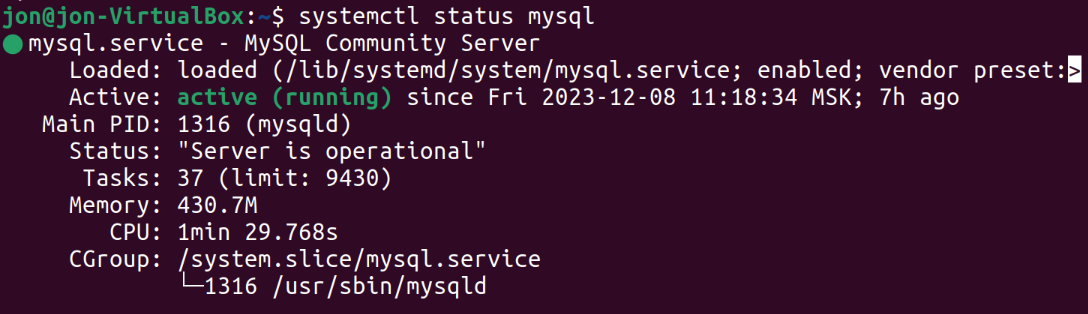 jon@jon-VirtualBox:~$ systemctl status mysql
● mysql.service - MySQL Community Server
     Loaded: loaded (/lib/systemd/system/mysql.service; enabled; vendor preset:>
     Active: active (running) since Fri 2023-12-08 11:18:34 MSK; 7h ago
   Main PID: 1316 (mysqld)
     Status: "Server is operational"
      Tasks: 37 (limit: 9430)
     Memory: 430.7M
        CPU: 1min 29.768s
     CGroup: /system.slice/mysql.service
             └─1316 /usr/sbin/mysqld